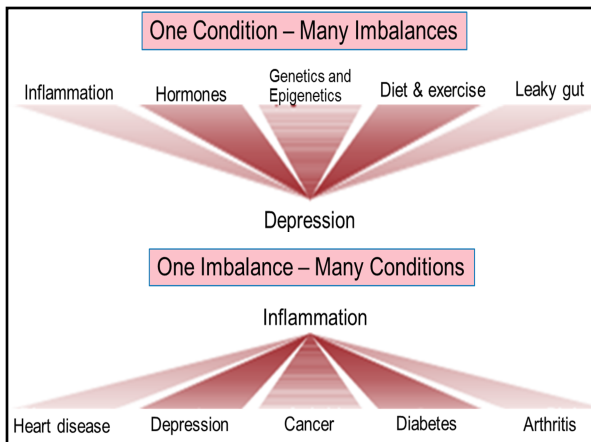 One Condition – Many Imbalances
Inflammation
Hormones
Genetics and
Epigenetics
Diet & exercise
Leaky gut
Depression
One Imbalance – Many Conditions
Inflammation
Heart disease
Depression
Cancer
Diabetes
Arthritis